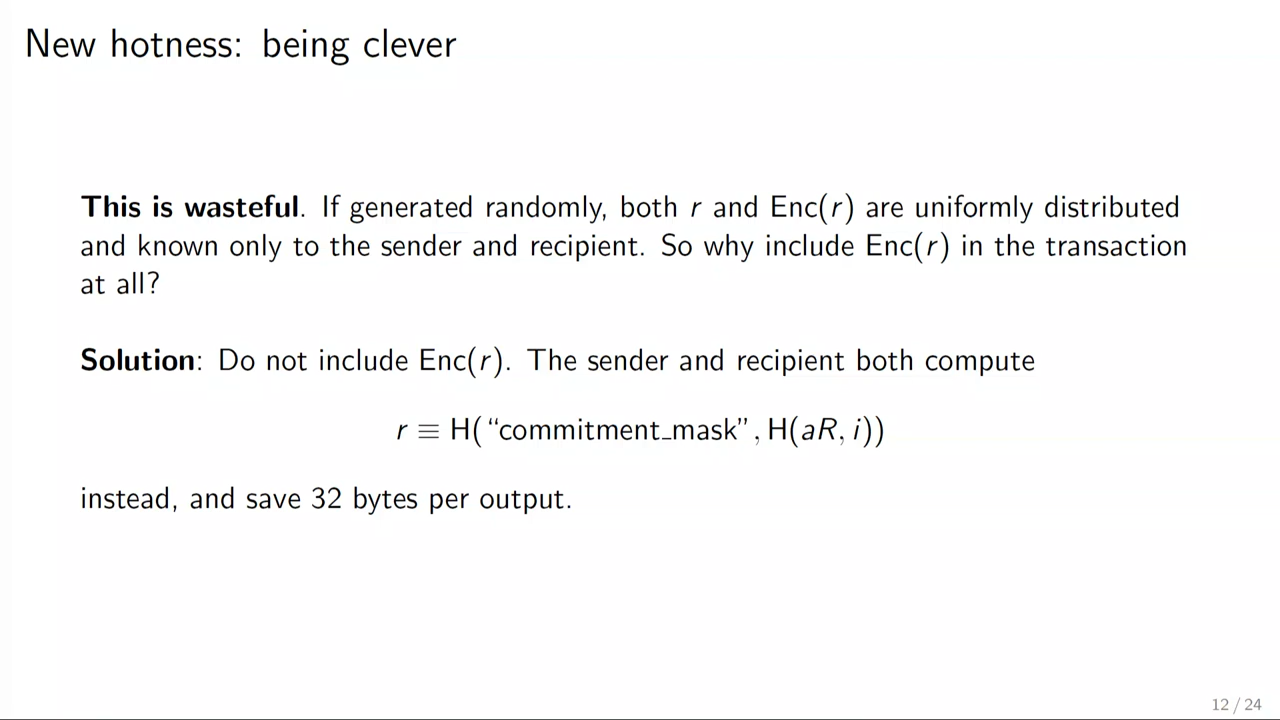 New hotness: being clever
This is wasteful. If generated randomly, both r and Enc(r) are uniformly distributed
and known only to the sender and recipient. So why include Enc(r) in the transaction
at all?
Solution: Do not include Enc(r). The sender and recipient both compute
r ≡ H(“commitment_mask”, H(aR, i))
instead, and save 32 bytes per output.
12 / 24